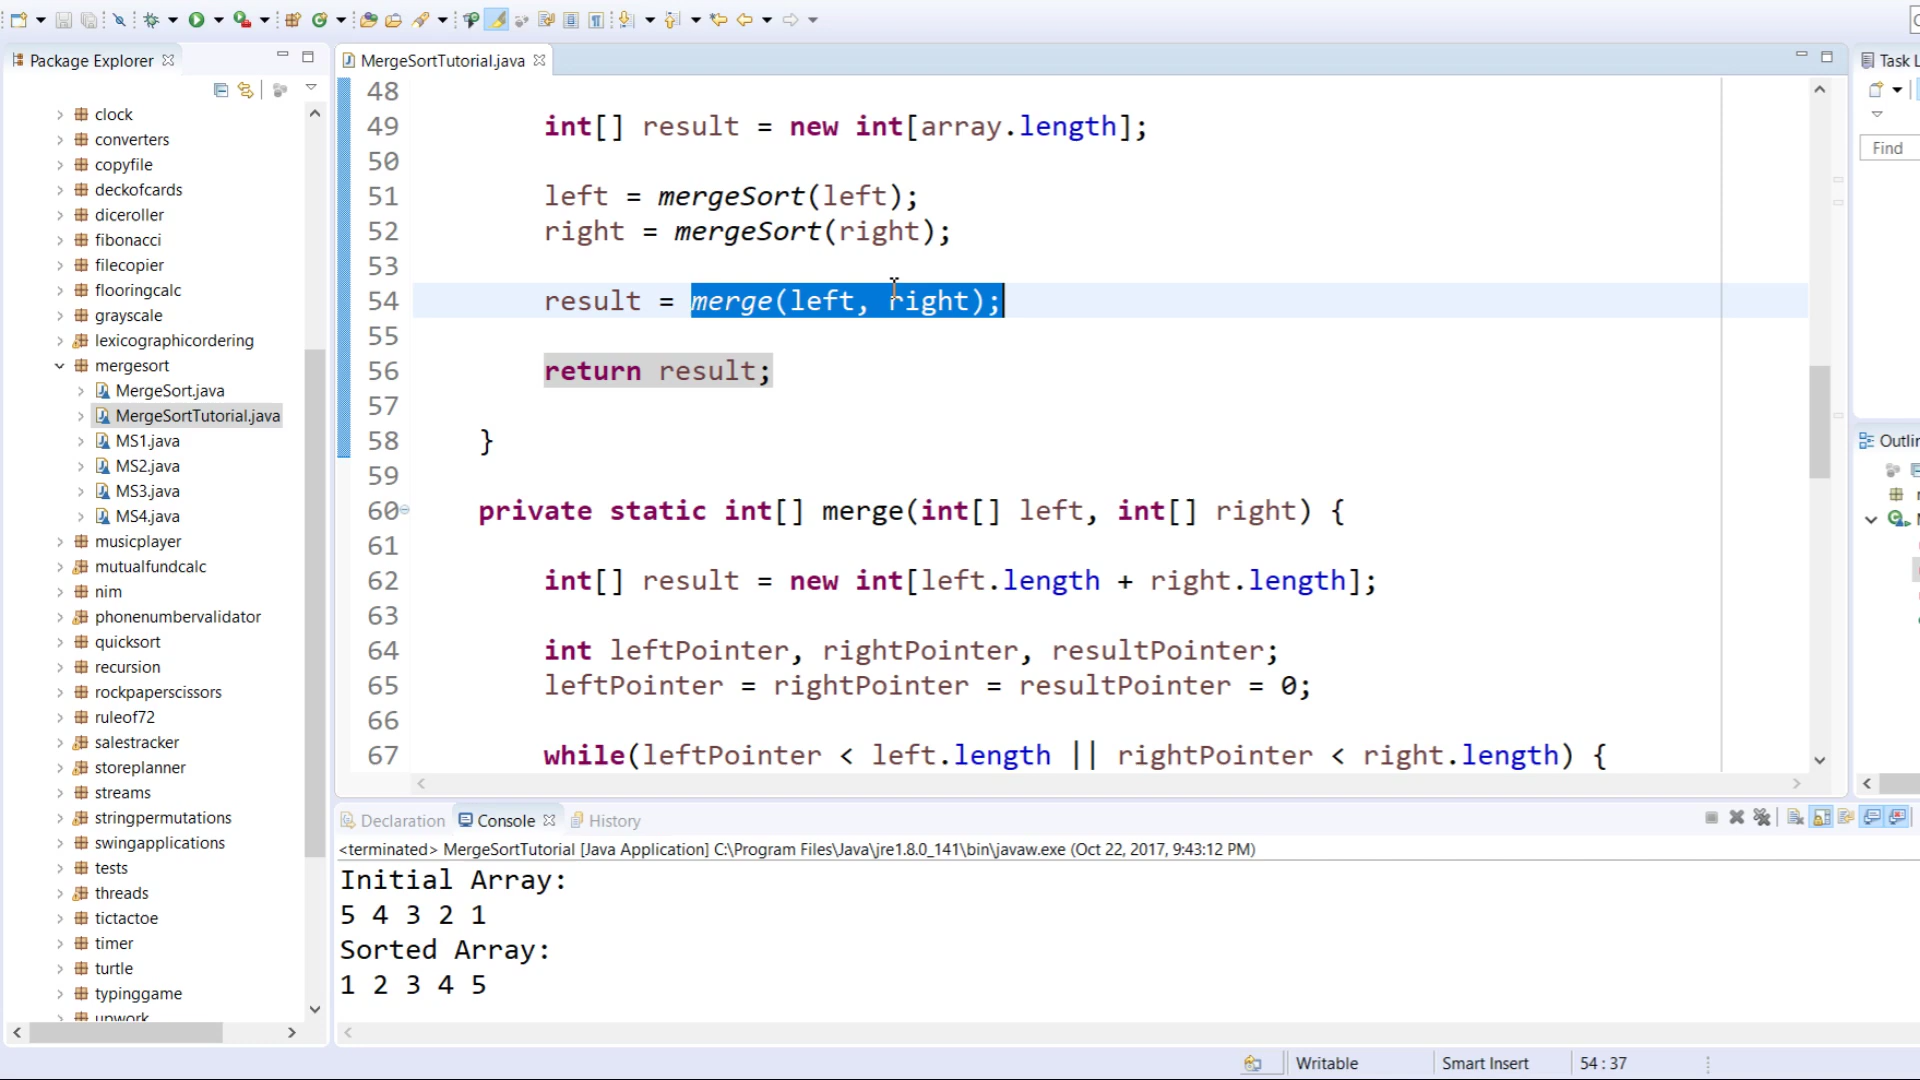 Package Explorer
MergeSortTutorial.java
Task L
clock
converters
copyfile
deckofcards
diceroller
fibonacci
filecopier
flooringcalc
grayscale
lexicographicordering
mergesort
MergeSort.java
MergeSortTutorial.java
MS1.java
MS2.java
MS3.java
MS4.java
musicplayer
mutualfundcalc
nim
phonenumbervalidator
quicksort
recursion
rockpaperscissors
ruleof72
salestracker
storeplanner
streams
stringpermutations
swingapplications
tests
threads
tictactoe
timer
turtle
typinggame
upwork
48
49 int[] result = new int[array.length];
50
51 left = mergeSort(left);
52 right = mergeSort(right);
53
54 result = merge(left, right);
55
56 return result;
57
58 }
59
60 private static int[] merge(int[] left, int[] right) {
61
62 int[] result = new int[left.length + right.length];
63
64 int leftPointer, rightPointer, resultPointer;
65 leftPointer = rightPointer = resultPointer = 0;
66
67 while(leftPointer < left.length || rightPointer < right.length) {
Find
Outlin
Declaration Console History
<terminated> MergeSortTutorial [Java Application] C:\Program Files\Java\jre1.8.0_141\bin\javaw.exe (Oct 22, 2017, 9:43:12 PM)
Initial Array:
5 4 3 2 1
Sorted Array:
1 2 3 4 5
Writable Smart Insert 54 : 37